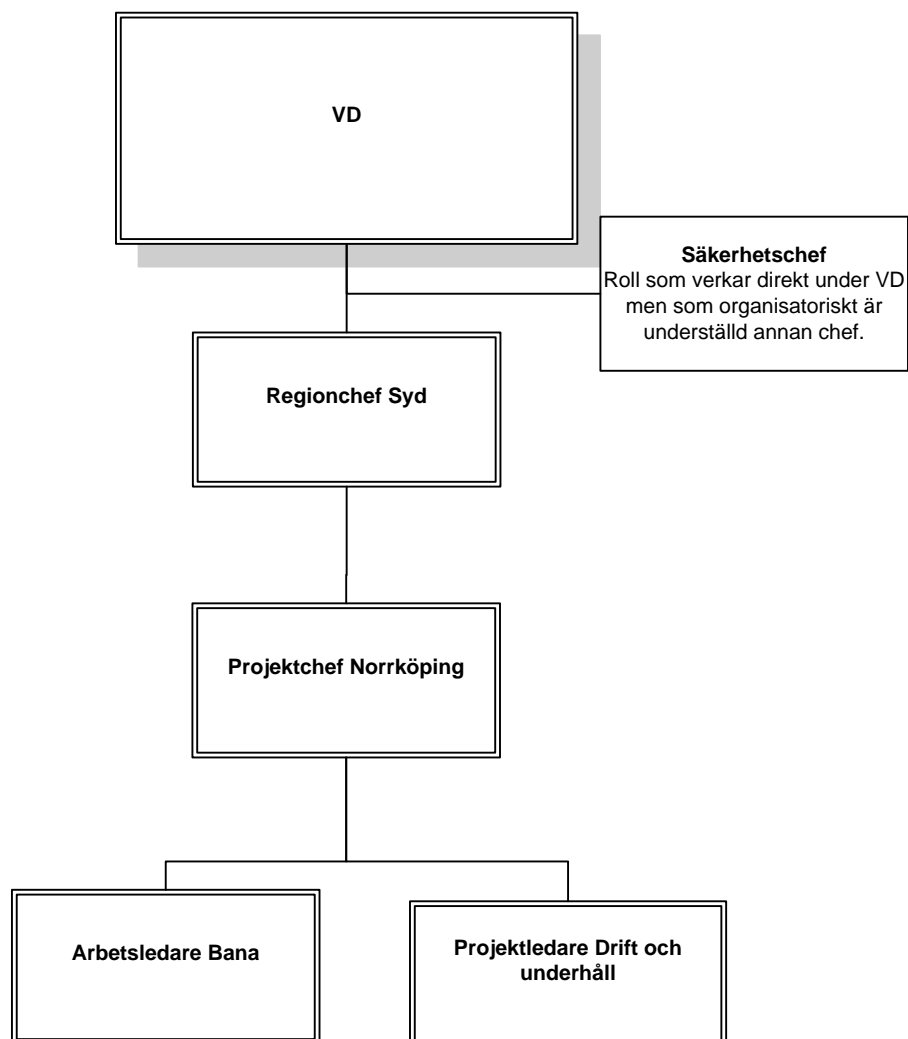 VD
Säkerhetschef
Roll som verkar direkt under VD
men som organisatoriskt är
underställd annan chef.
Regionchef Syd
Projektchef Norrköping
Arbetsledare Bana
Projektledare Drift och
underhåll